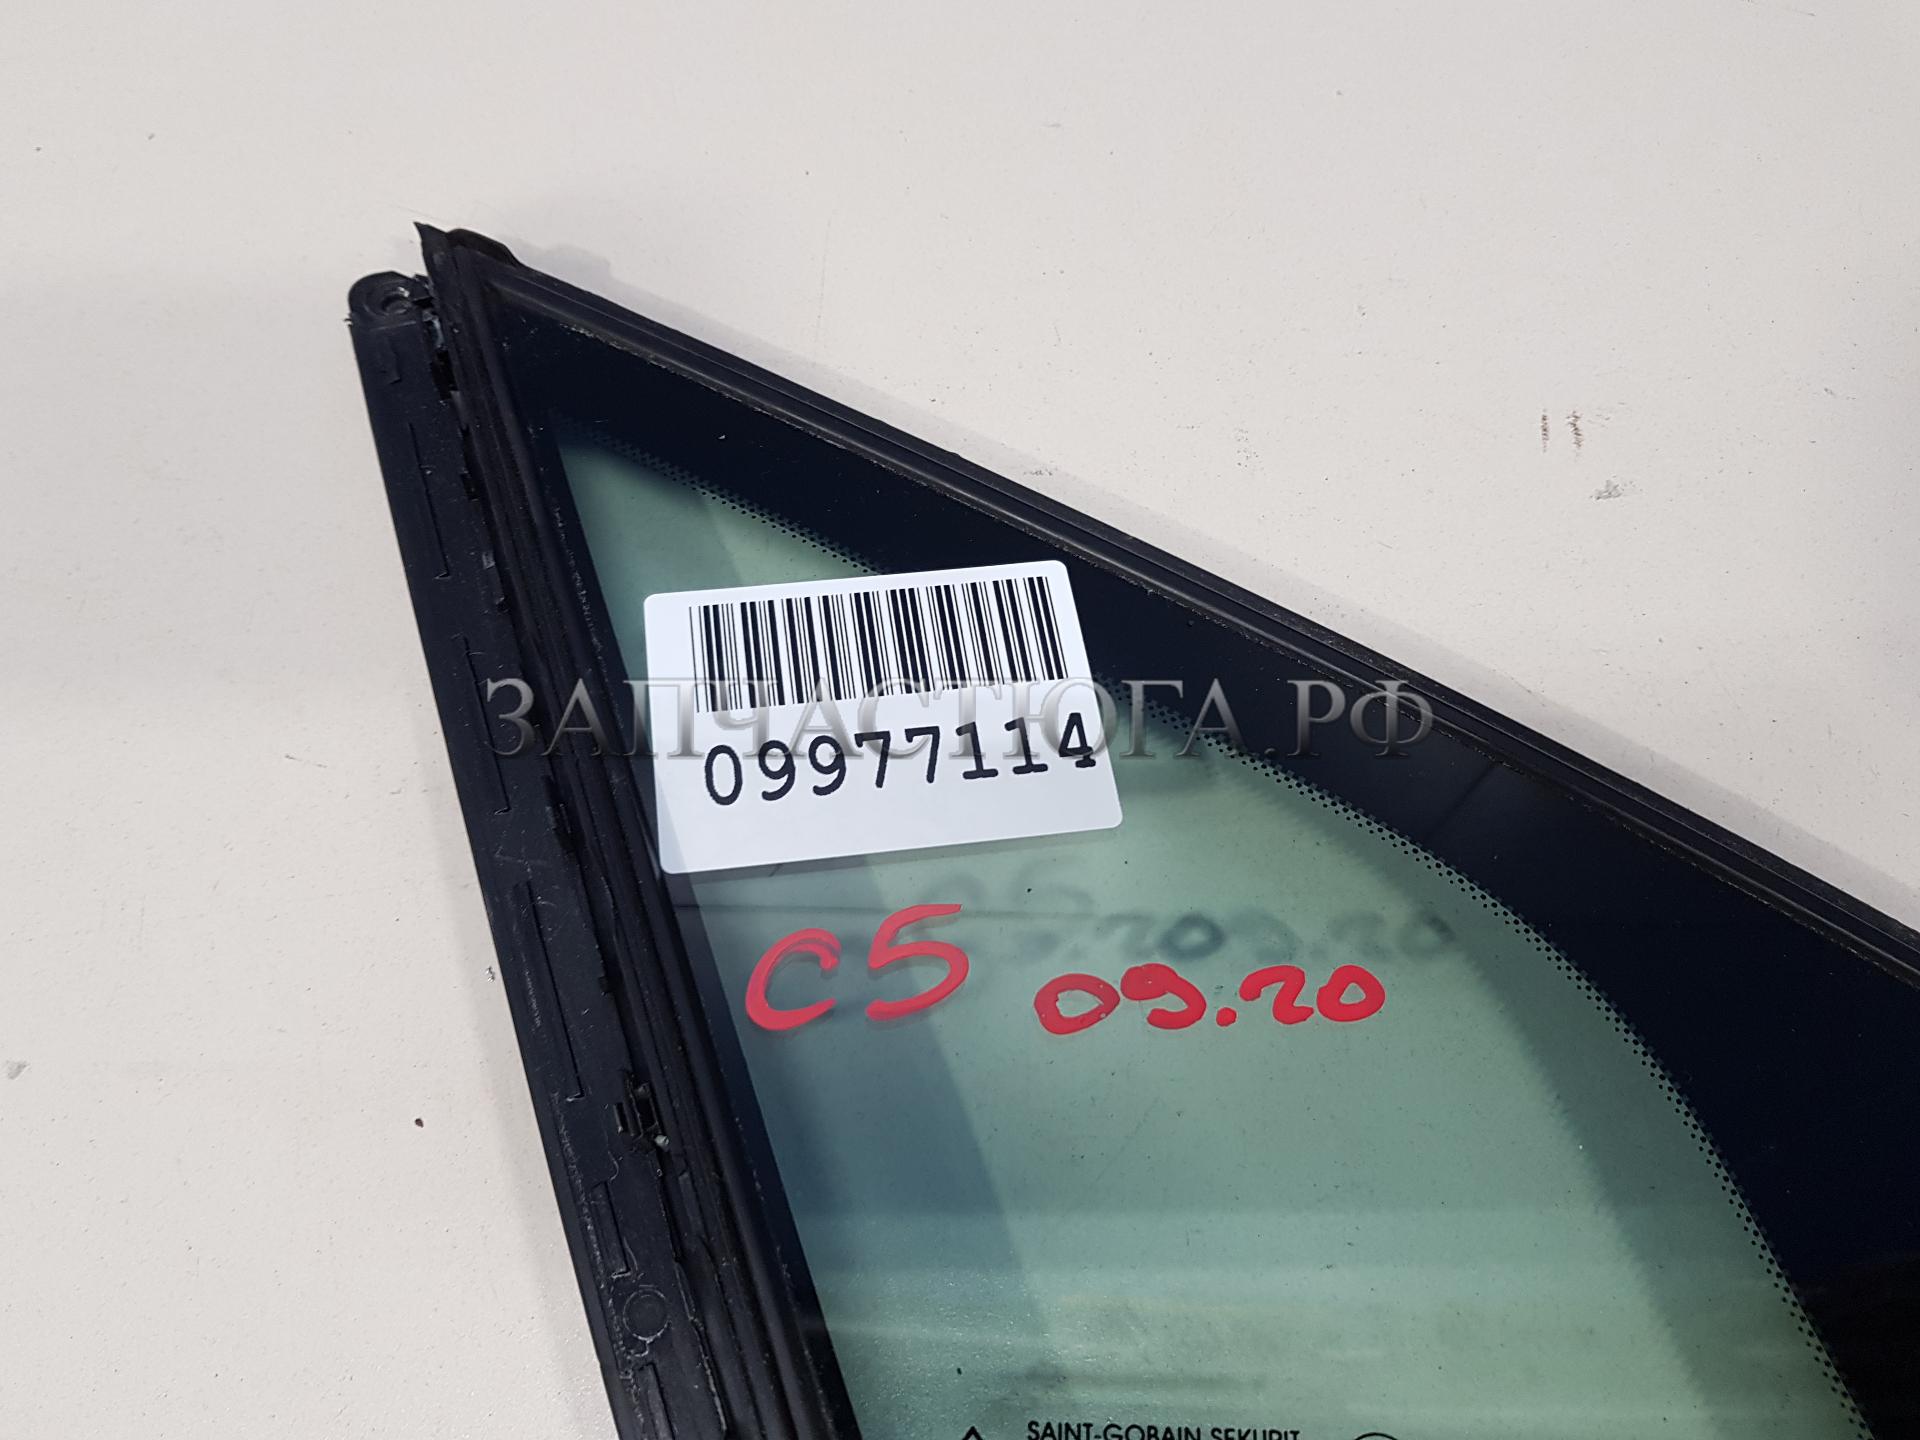 ЗАПЧАСТЮГА.РФ
09977114
C5 09.20
SAINT-GOBAIN SEKURIT